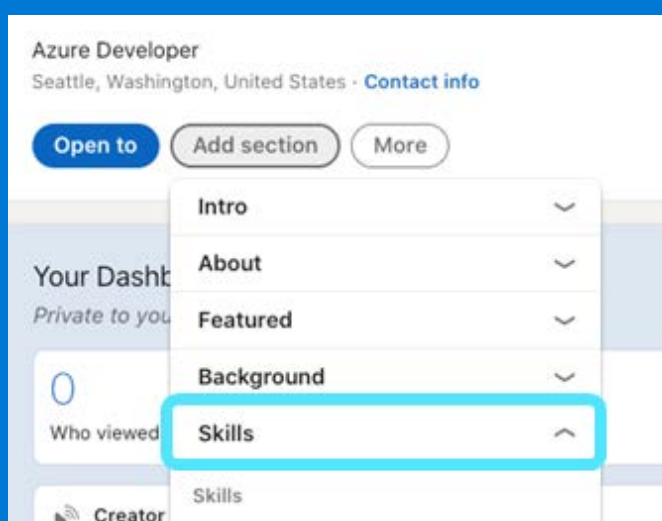 Azure Developer
Seattle, Washington, United States · Contact info
Open to
Add section
More
Intro
About
Your Dashb
Private to you
Featured
Background
0
Who viewed
Skills
Skills
Creator